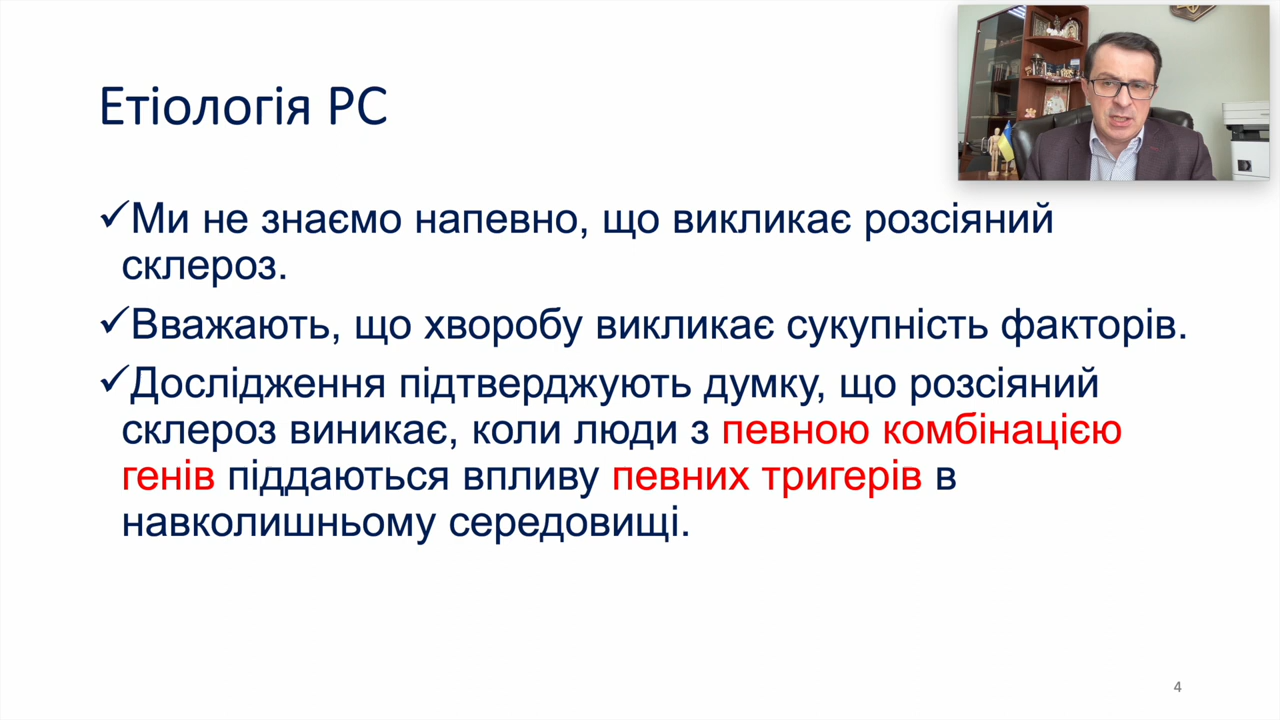 Етіологія РС
✓Ми не знаємо напевно, що викликає розсіяний
склероз.
✓Вважають, що хворобу викликає сукупність факторів.
✓Дослідження підтверджують думку, що розсіяний
склероз виникає, коли люди з певною комбінацією
генів піддаються впливу певних тригерів в
навколишньому середовищі.
4